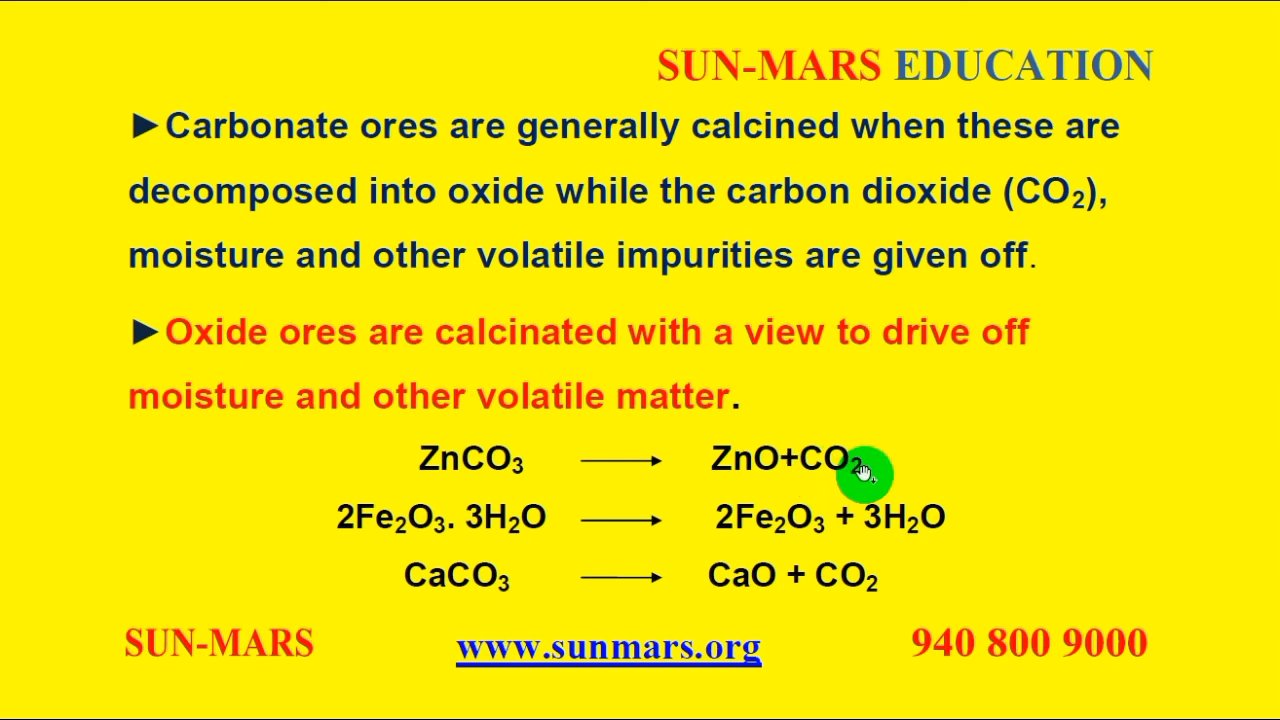 SUN-MARS EDUCATION
►Carbonate ores are generally calcined when these are
decomposed into oxide while the carbon dioxide (CO₂),
moisture and other volatile impurities are given off.
►Oxide ores are calcinated with a view to drive off
moisture and other volatile matter.
ZnCO₃ ⟶ ZnO+CO₂
2Fe₂O₃. 3H₂O ⟶ 2Fe₂O₃ + 3H₂O
CaCO₃ ⟶ CaO + CO₂
SUN-MARS www.sunmars.org 940 800 9000